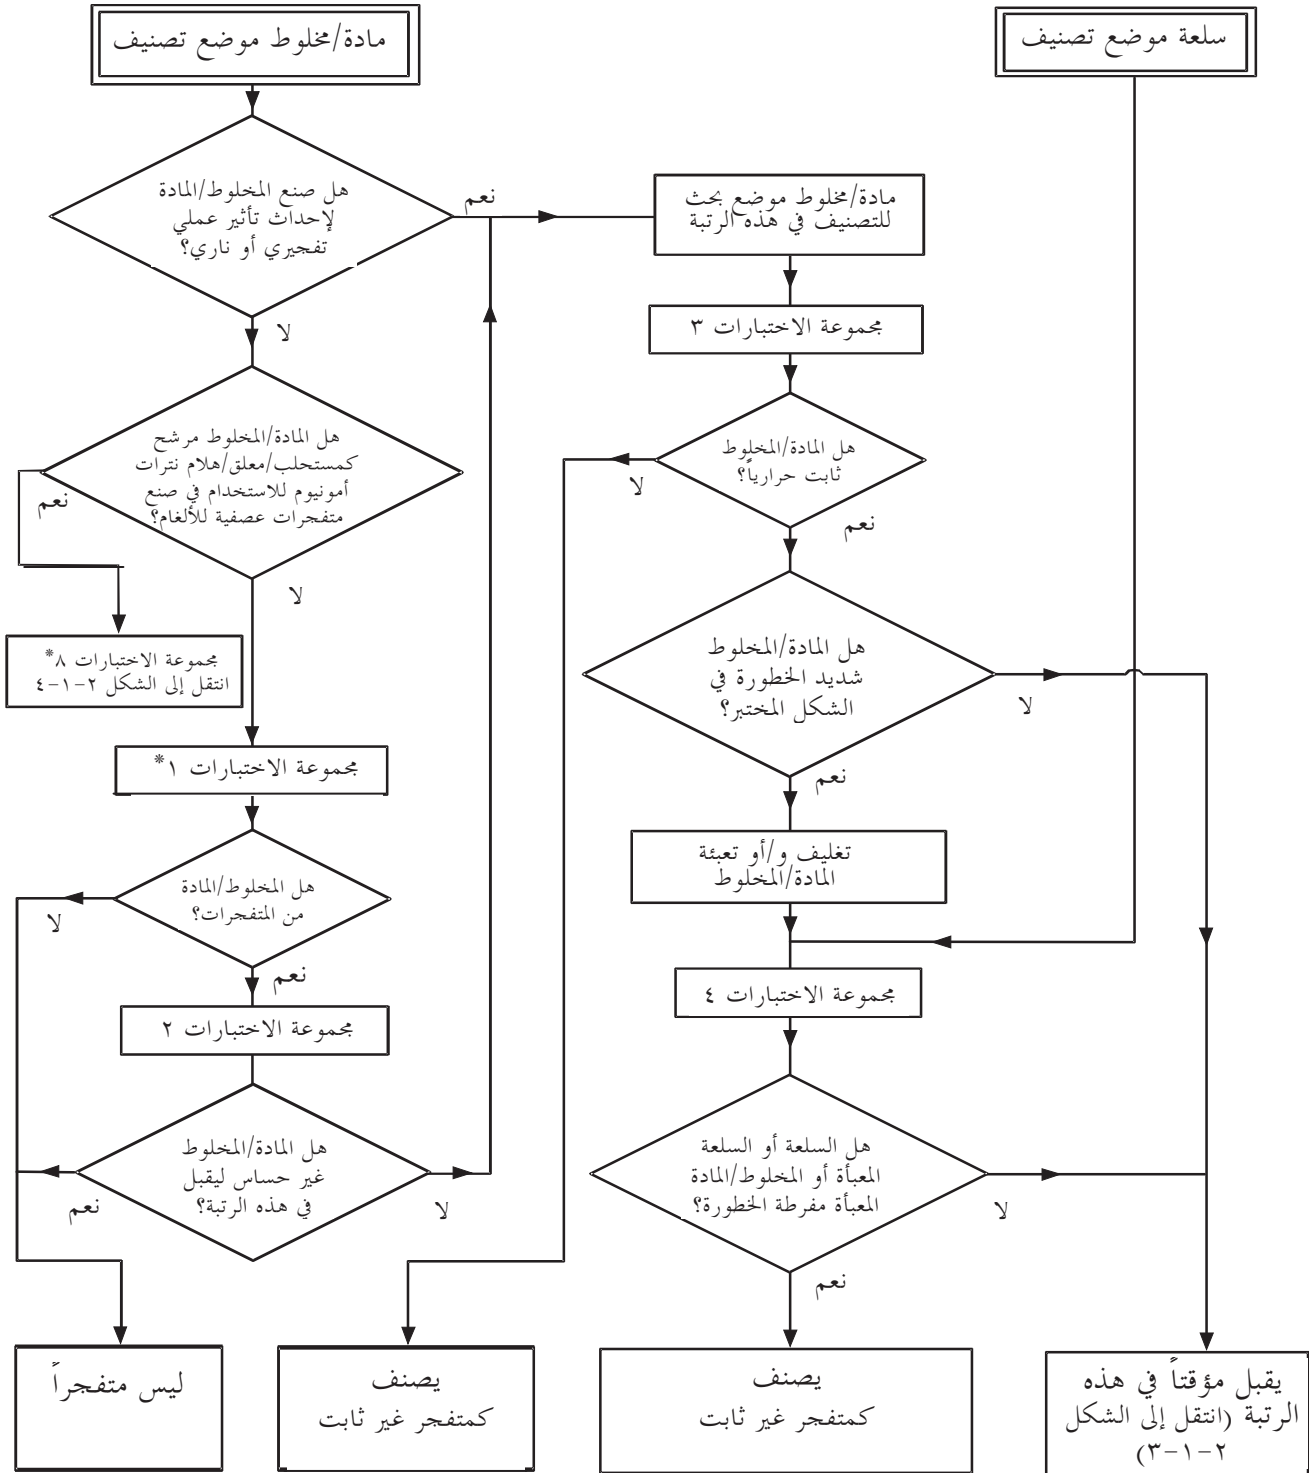 مادة/مخلوط موضع تصنيف
سلعة موضع تصنيف
هل صنع المخلوط/المادة
لإحداث تأثير عملي
تفجيري أو ناري؟
نعم
لا
مادة/مخلوط موضع بحث
للتصنيف في هذه الرتبة
مجموعة الاختبارات ٣
هل المادة/المخلوط
ثابت حرارياً؟
لا
نعم
هل المادة/المخلوط مرشح
كمستحلب/معلق/هلام نترات
أمونيوم للاستخدام في صنع
متفجرات عصفية للألغام؟
نعم
لا
مجموعة الاختبارات ٨*
انتقل إلى الشكل ٢-١-٤
هل المادة/المخلوط
شديد الخطورة في
الشكل المختبر؟
لا
نعم
مجموعة الاختبارات ١*
تغليف و/أو تعبئة
المادة/المخلوط
هل المخلوط/المادة
من المتفجرات؟
لا
نعم
مجموعة الاختبارات ٤
مجموعة الاختبارات ٢
هل المادة/المخلوط
غير حساس ليقبل
في هذه الرتبة؟
نعم
لا
هل السلعة أو السلعة
المعبأة أو المخلوط/المادة
المعبأة مفرطة الخطورة؟
لا
نعم
ليس متفجراً
يصنف
كمتفجر غير ثابت
يصنف
كمتفجر غير ثابت
يقبل مؤقتاً في هذه
الرتبة (انتقل إلى الشكل
٢-١-٣)